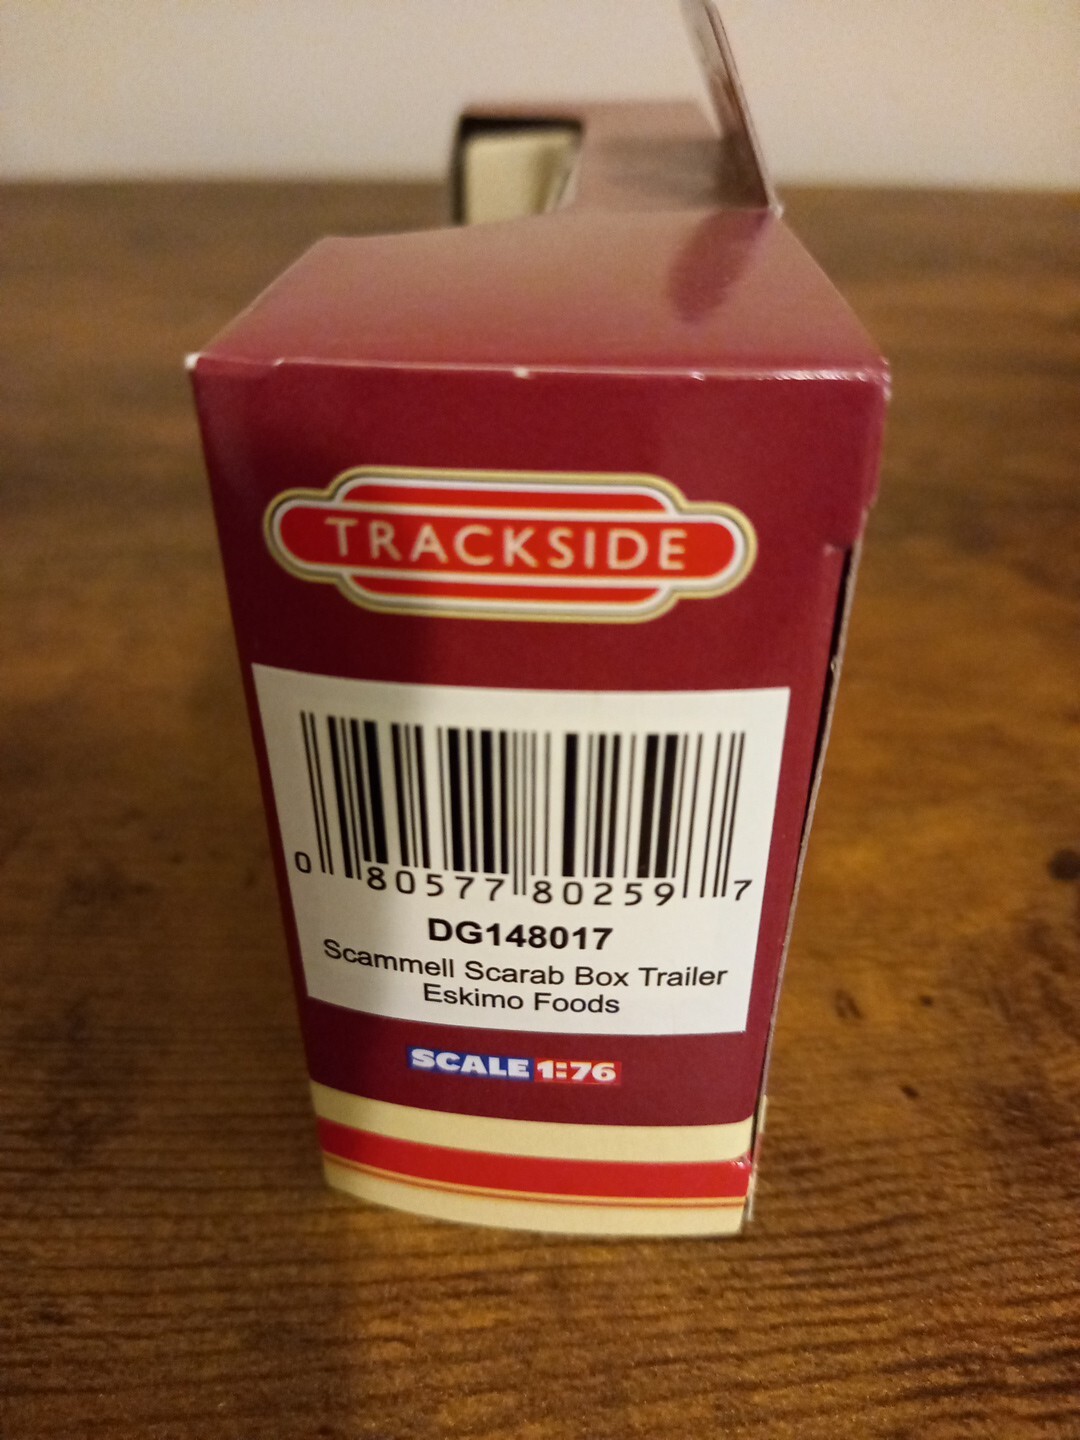 TRACKSIDE
0 80577 80259 7
DG148017
Scammell Scarab Box Trailer
Eskimo Foods
SCALE 1:76